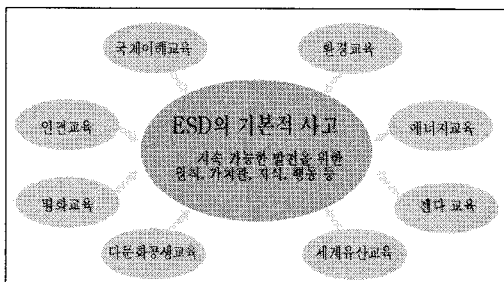 국제이해교육
환경교육
인권교육
ESD의 기본적 사고
지속 가능한 발전을 위한
인식, 가치관, 지식, 행동 등
에너지교육
평화교육
젠더 교육
다문화공생교육
세계유산교육